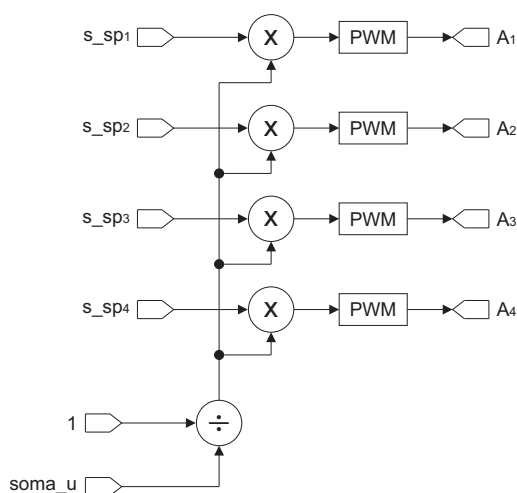 s_sp1 X PWM A1
s_sp2 X PWM A2
s_sp3 X PWM A3
s_sp4 X PWM A4
1 ÷
soma_u